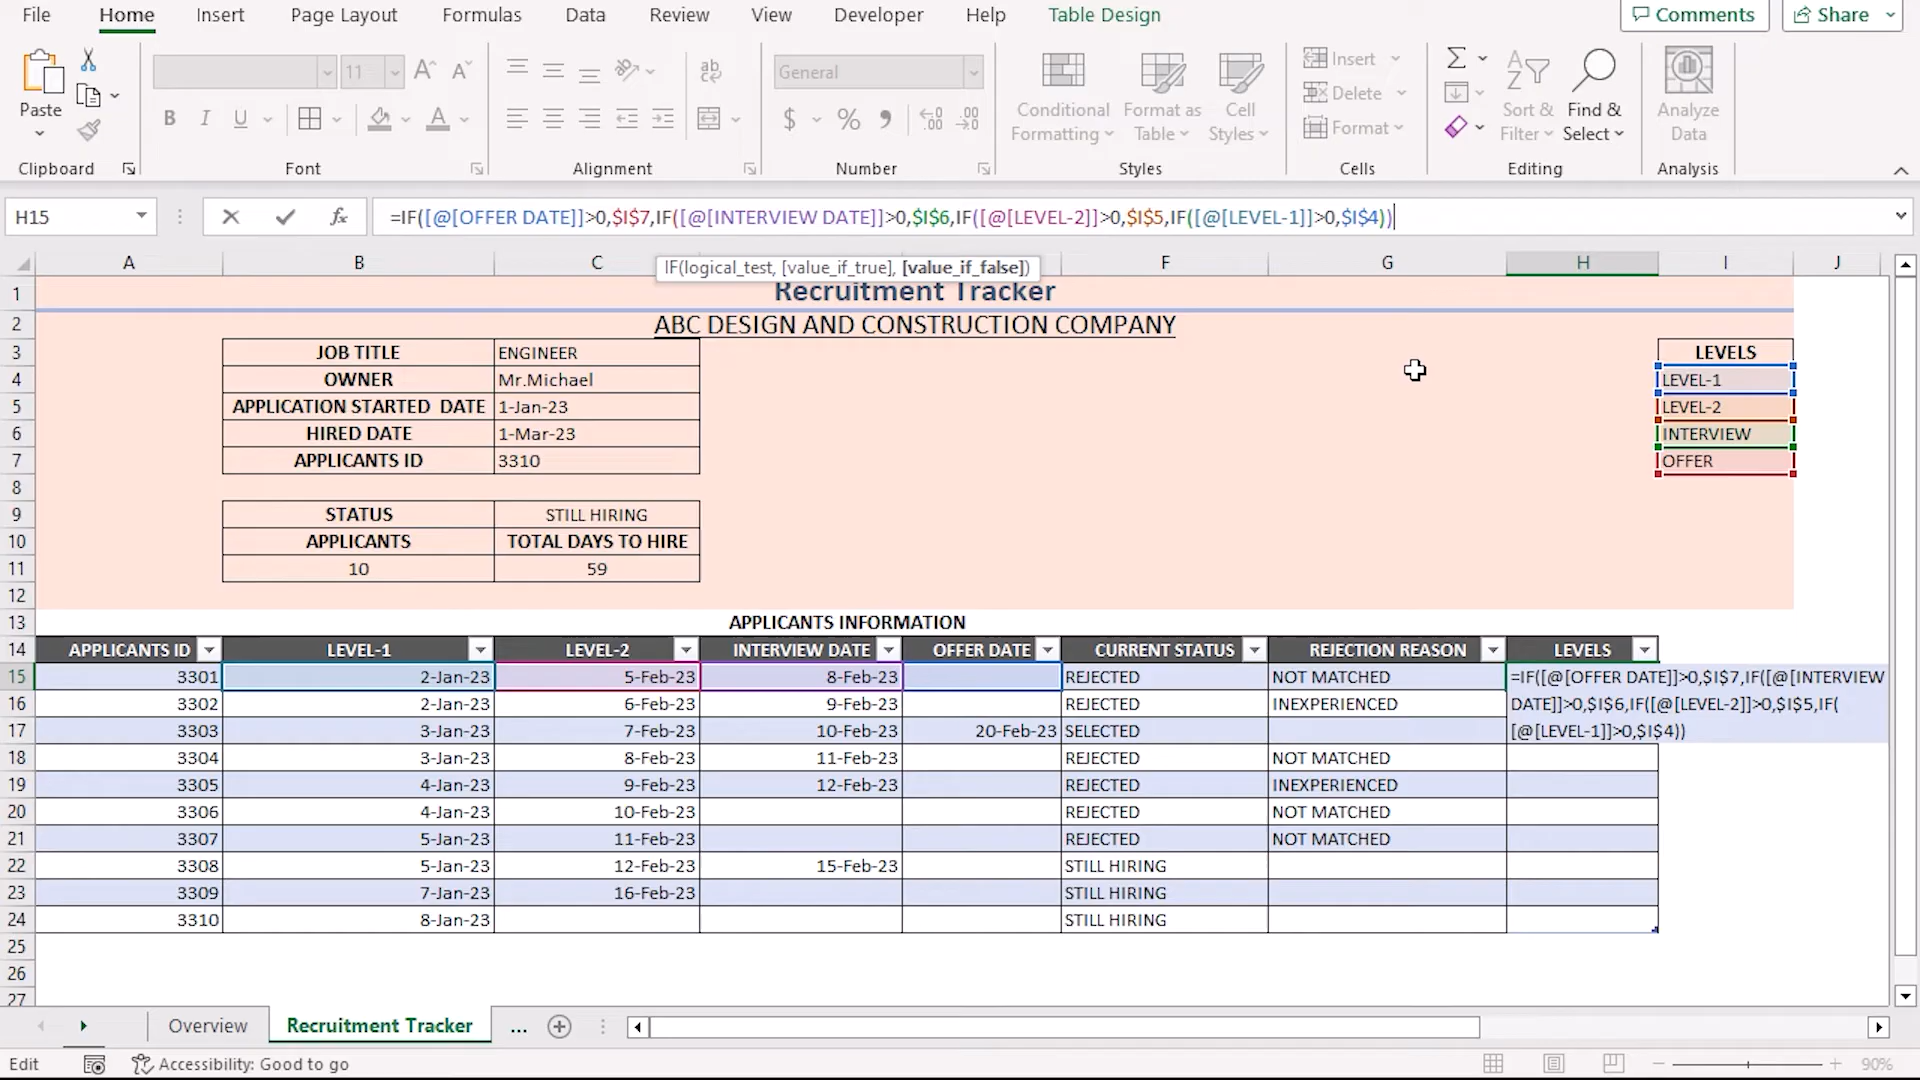 File Home Insert Page Layout Formulas Data Review View Developer Help Table Design Comments Share
Paste
11
General
Conditional Formatting
Format as Table
Cell Styles
Insert
Delete
Format
Sort & Filter
Find & Select
Analyze Data
Clipboard Font Alignment Number Styles Cells Editing Analysis
H15 fx =IF([@[OFFER DATE]]>0,$I$7,IF([@[INTERVIEW DATE]]>0,$I$6,IF([@[LEVEL-2]]>0,$I$5,IF([@[LEVEL-1]]>0,$I$4))
IF(logical_test, [value_if_true], [value_if_false])
A B C F G H I J
1 Recruitment Tracker
2 ABC DESIGN AND CONSTRUCTION COMPANY
3 JOB TITLE ENGINEER LEVELS
4 OWNER Mr.Michael LEVEL-1
5 APPLICATION STARTED DATE 1-Jan-23 LEVEL-2
6 HIRED DATE 1-Mar-23 INTERVIEW
7 APPLICANTS ID 3310 OFFER
8
9 STATUS STILL HIRING
10 APPLICANTS TOTAL DAYS TO HIRE
11 10 59
12
13 APPLICANTS INFORMATION
14 APPLICANTS ID LEVEL-1 LEVEL-2 INTERVIEW DATE OFFER DATE CURRENT STATUS REJECTION REASON LEVELS
15 3301 2-Jan-23 5-Feb-23 8-Feb-23 REJECTED NOT MATCHED =IF([@[OFFER DATE]]>0,$I$7,IF([@[INTERVIEW
16 3302 2-Jan-23 6-Feb-23 9-Feb-23 REJECTED INEXPERIENCED DATE]]>0,$I$6,IF([@[LEVEL-2]]>0,$I$5,IF(
17 3303 3-Jan-23 7-Feb-23 10-Feb-23 20-Feb-23 SELECTED [@[LEVEL-1]]>0,$I$4))
18 3304 3-Jan-23 8-Feb-23 11-Feb-23 REJECTED NOT MATCHED
19 3305 4-Jan-23 9-Feb-23 12-Feb-23 REJECTED INEXPERIENCED
20 3306 4-Jan-23 10-Feb-23 REJECTED NOT MATCHED
21 3307 5-Jan-23 11-Feb-23 REJECTED NOT MATCHED
22 3308 5-Jan-23 12-Feb-23 15-Feb-23 STILL HIRING
23 3309 7-Jan-23 16-Feb-23 STILL HIRING
24 3310 8-Jan-23 STILL HIRING
25
26
27
Overview Recruitment Tracker ...
Edit Accessibility: Good to go 90%